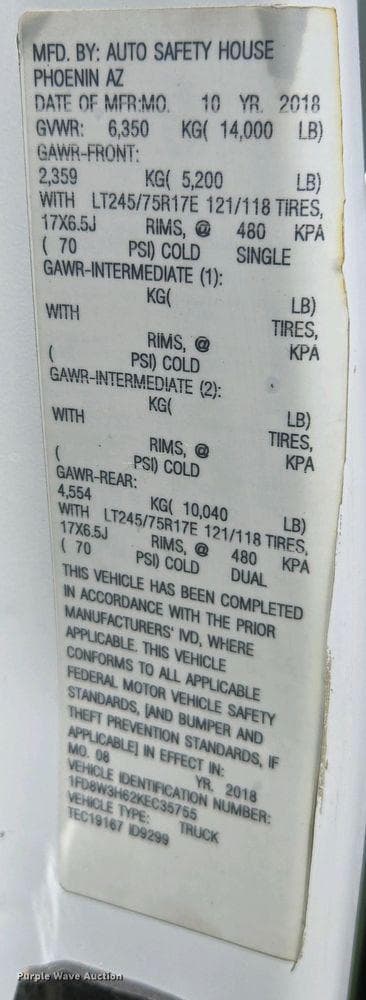 MFD. BY: AUTO SAFETY HOUSE
PHOENIN AZ
DATE OF MFR:MO. 10 YR. 2018
GVWR: 6,350 KG( 14,000 LB)
GAWR-FRONT:
2,359 KG( 5,200 LB)
WITH LT245/75R17E 121/118 TIRES,
17X6.5J RIMS, @ 480 KPA
( 70 PSI) COLD SINGLE
GAWR-INTERMEDIATE (1):
KG( LB)
WITH TIRES,
RIMS, @ KPA
( PSI) COLD
GAWR-INTERMEDIATE (2):
KG( LB)
WITH TIRES,
RIMS, @ KPA
( PSI) COLD
GAWR-REAR:
4,554 KG( 10,040 LB)
WITH LT245/75R17E 121/118 TIRES,
17X6.5J RIMS, @ 480 KPA
( 70 PSI) COLD DUAL
THIS VEHICLE HAS BEEN COMPLETED
IN ACCORDANCE WITH THE PRIOR
MANUFACTURERS' IVD, WHERE
APPLICABLE. THIS VEHICLE
CONFORMS TO ALL APPLICABLE
FEDERAL MOTOR VEHICLE SAFETY
STANDARDS, [AND BUMPER AND
THEFT PREVENTION STANDARDS, IF
APPLICABLE] IN EFFECT IN:
MO. 08 YR. 2018
VEHICLE IDENTIFICATION NUMBER:
1FD8W3H62KEC35755
VEHICLE TYPE: TRUCK
TEC19167 ID9299
Purple Wave Auction